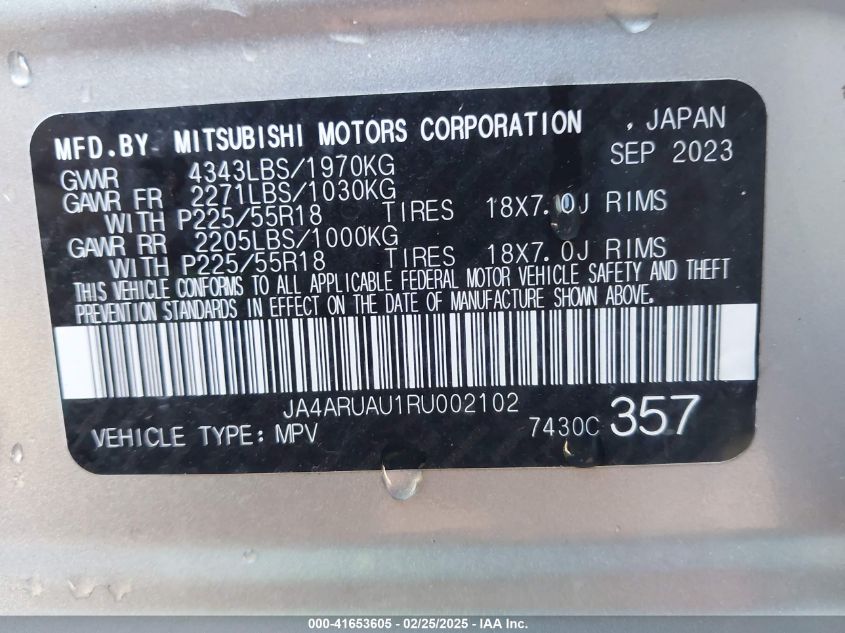 MFD.BY MITSUBISHI MOTORS CORPORATION , JAPAN
GVWR 4343LBS/1970KG SEP 2023
GAWR FR 2271LBS/1030KG
WITH P225/55R18 TIRES 18X7.0J RIMS
GAWR RR 2205LBS/1000KG
WITH P225/55R18 TIRES 18X7.0J RIMS
THIS VEHICLE CONFORMS TO ALL APPLICABLE FEDERAL MOTOR VEHICLE SAFETY AND THEFT
PREVENTION STANDARDS IN EFFECT ON THE DATE OF MANUFACTURE SHOWN ABOVE.
JA4ARUAU1RU002102
VEHICLE TYPE: MPV 7430C 357
000-41653605 - 02/25/2025 - IAA Inc.